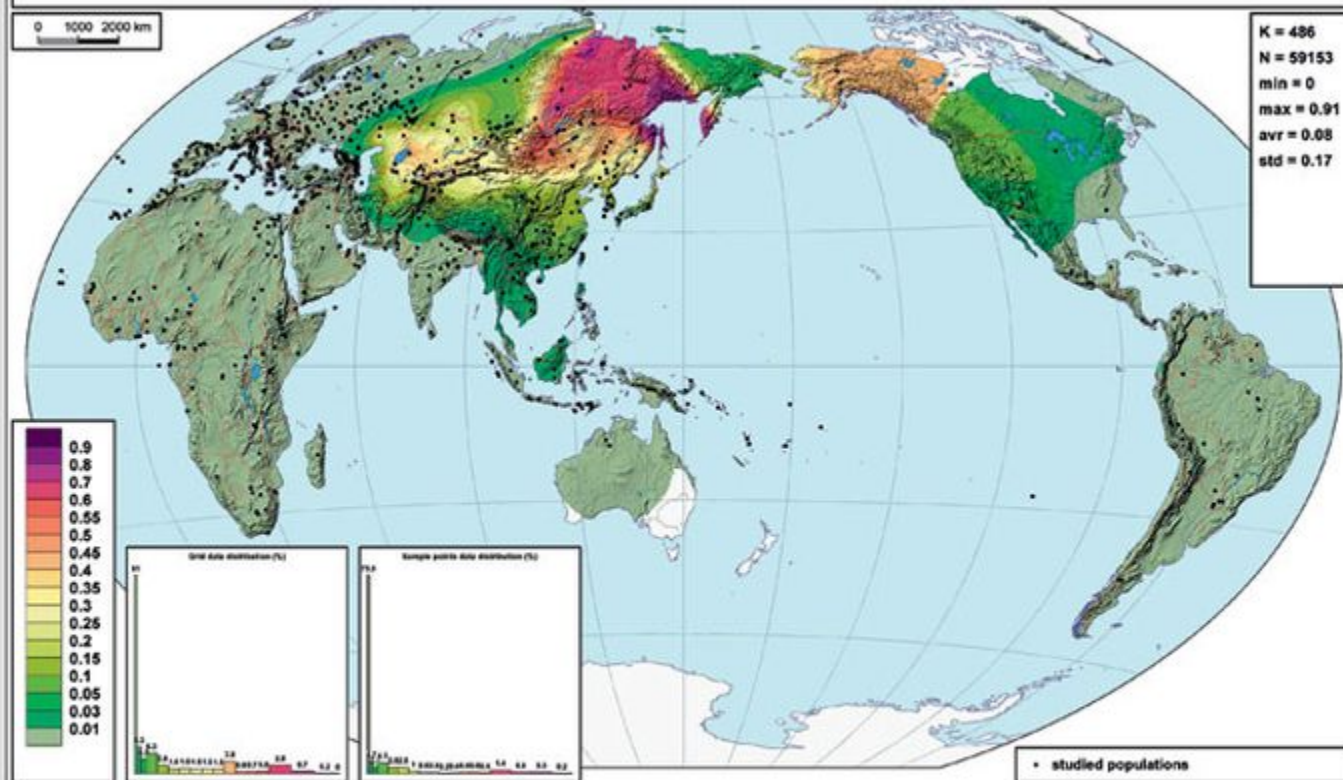 0 1000 2000 km
K = 486
N = 59153
min = 0
max = 0.91
avr = 0.08
std = 0.17
0.9
0.8
0.7
0.6
0.55
0.5
0.45
0.4
0.35
0.3
0.25
0.2
0.15
0.1
0.05
0.03
0.01
Grid data distribution (%)
Sample points data distribution (%)
• studied populations